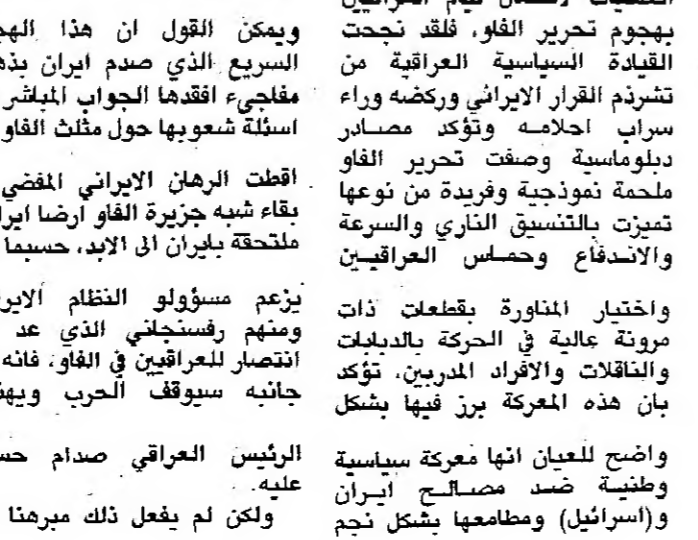 بهجوم تحرير الفاو، فلقد نجحت
القيادة السياسية العراقية من
تشرذم القرار الايراني وركضه وراء
سراب احلامه وتؤكد مصادر
دبلوماسية وصفت تحرير الفاو
ملحمة نموذجية وفريدة من نوعها
تميزت بالتنسيق الناري والسرعة
والاندفاع وحماس العراقيين
واختيار المناورة بقطعات ذات
مرونة عالية في الحركة بالدبابات
والناقلات والافراد المدربين، تؤكد
بان هذه المعركة برز فيها بشكل
واضح للعيان انها معركة سياسية
وطنية ضد مصالح ايران
و(اسرائيل) ومطامعها بشكل نجم
ويمكن القول ان هذا
السريع الذي صدم ايران
مفاجيء افقدها الجواب المباشر
اسئلة شعوبها حول مثلث الفاو
اقطت الرهان الايراني المفضي
بقاء شبه جزيرة الفاو ارضا
ملتحقة بايران الى الابد، حسبما
يزعم مسؤولو النظام
ومنهم رفسنجاني الذي عد
انتصار للعراقيين في الفاو، فانه
جانبه سيوقف الحرب
الرئيس العراقي صدام
عليه.
ولكن لم يفعل ذلك مبرهنا